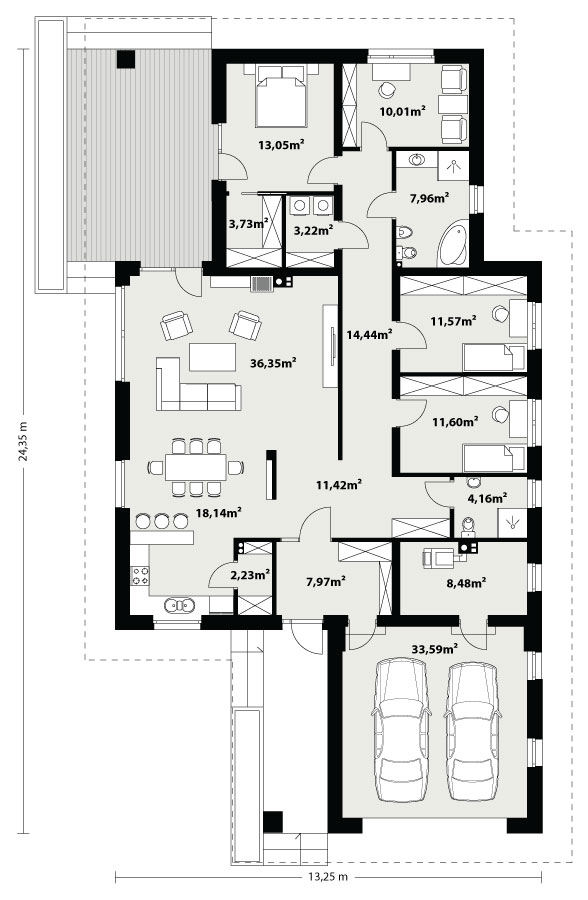 10,01m²
13,05m²
7,96m²
3,73m²
3,22m²
11,57m²
14,44m²
36,35m²
11,60m²
24,35 m
11,42m²
4,16m²
18,14m²
2,23m²
7,97m²
8,48m²
33,59m²
13,25 m